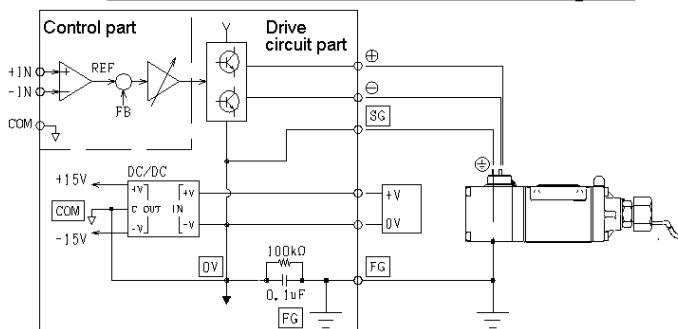 Control part
Drive
circuit part
+IN
-IN
COM
REF
FB
⊕
⊖
SG
DC/DC
+15V
COM
-15V
+V
C OUT IN
-V
+V
-V
+V
0V
100kΩ
0V
0.1uF
FG
FG